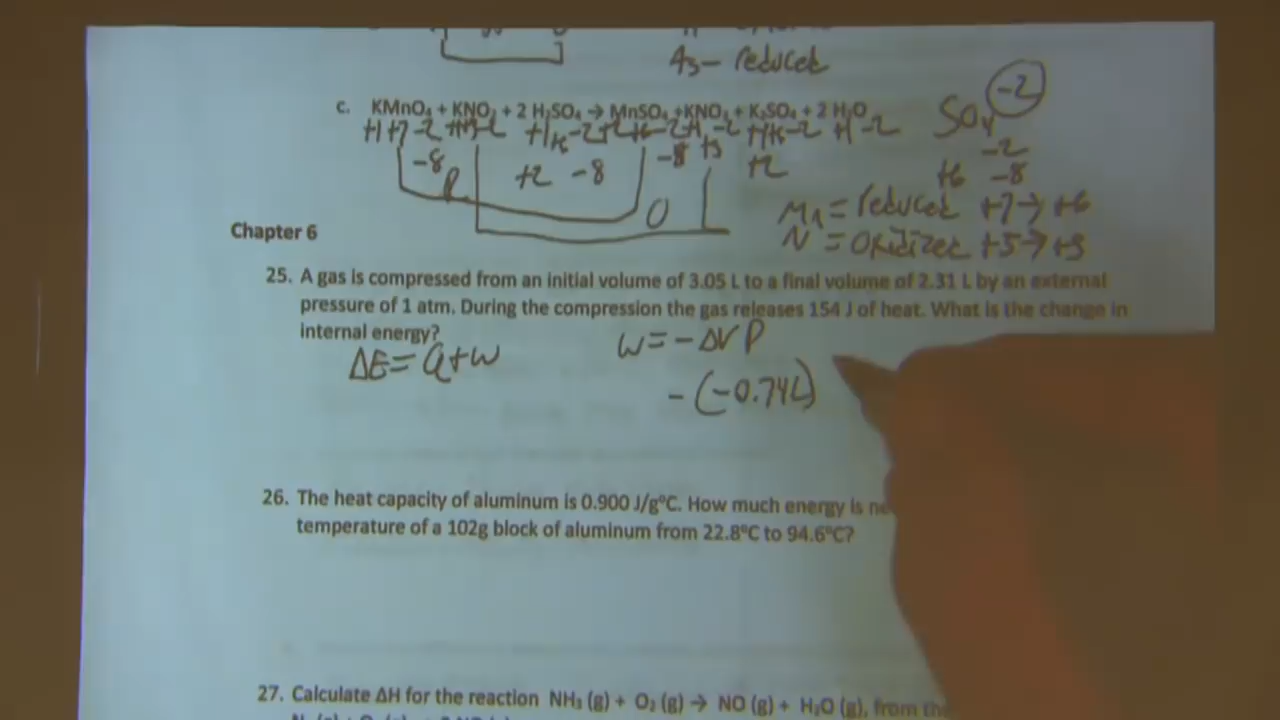 As – reduced
c. KMnO₄ + KNO₂ + 2 H₂SO₄ → MnSO₄ + KNO₃ + K₂SO₄ + 2 H₂O
SO₄ -2
-2
+6 -8
-8
+2 -8
-8
+5
+2
R
O
Mn = reduced +7 → +6
N = oxidized +3 → +5
Chapter 6
25. A gas is compressed from an initial volume of 3.05 L to a final volume of 2.31 L by an external
pressure of 1 atm. During the compression the gas releases 154 J of heat. What is the change in
internal energy?
ΔE = Q+W
W = - ΔV P
- (-0.74L)
26. The heat capacity of aluminum is 0.900 J/g°C. How much energy is
temperature of a 102g block of aluminum from 22.8°C to 94.6°C?
27. Calculate ΔH for the reaction NH₃ (g) + O₂ (g) → NO (g) + H₂O (g), from the